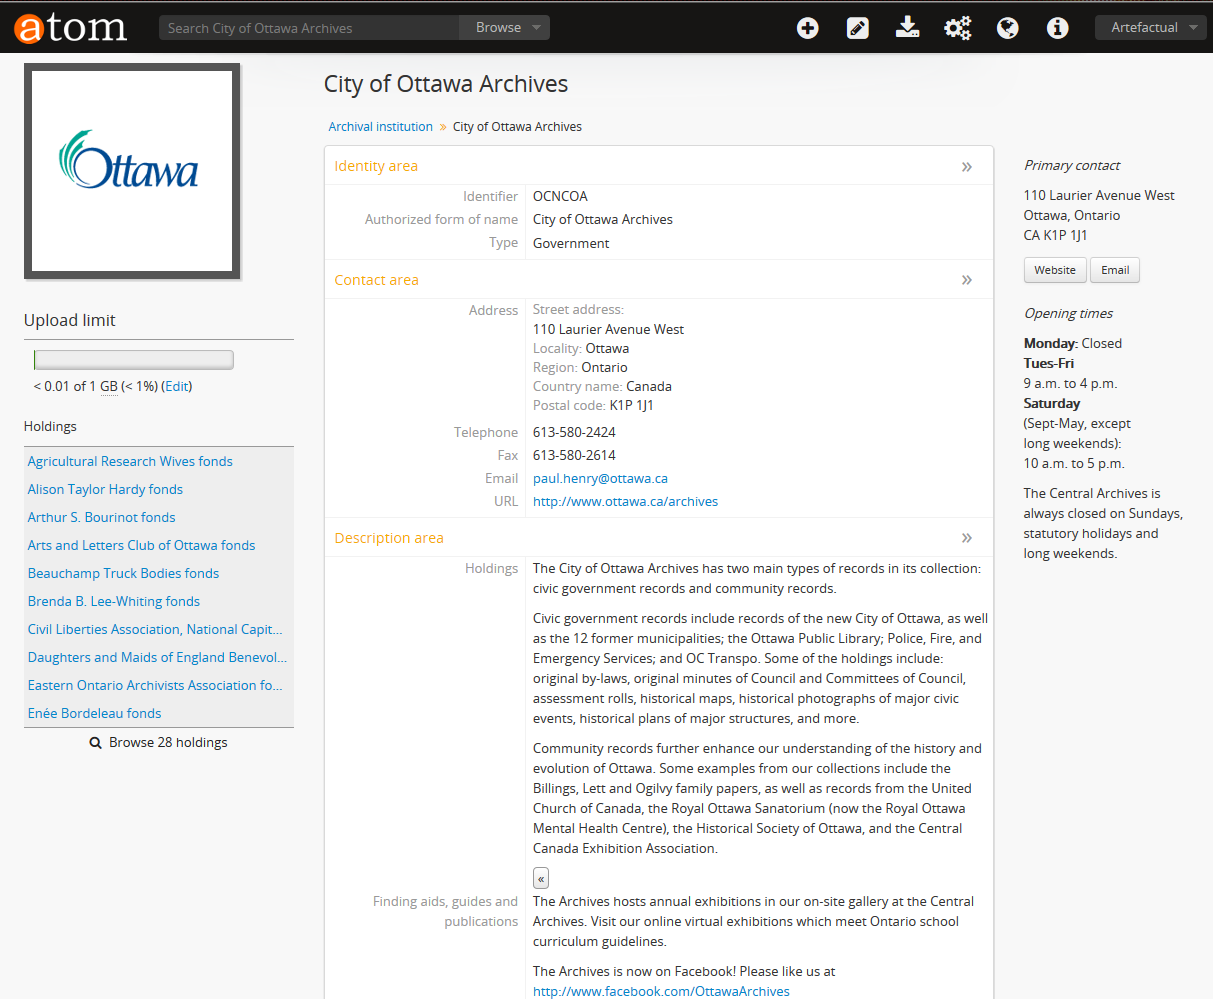 atom
Search City of Ottawa Archives
Browse
Artefactual
Ottawa
Upload limit
< 0.01 of 1 GB (< 1%) (Edit)
Holdings
Agricultural Research Wives fonds
Alison Taylor Hardy fonds
Arthur S. Bourinot fonds
Arts and Letters Club of Ottawa fonds
Beauchamp Truck Bodies fonds
Brenda B. Lee-Whiting fonds
Civil Liberties Association, National Capit...
Daughters and Maids of England Benevol...
Eastern Ontario Archivists Association fo...
Enée Bordeleau fonds
Browse 28 holdings
City of Ottawa Archives
Archival institution » City of Ottawa Archives
Identity area »
Identifier OCNCOA
Authorized form of name City of Ottawa Archives
Type Government
Contact area »
Address Street address:
110 Laurier Avenue West
Locality: Ottawa
Region: Ontario
Country name: Canada
Postal code: K1P 1J1
Telephone 613-580-2424
Fax 613-580-2614
Email paul.henry@ottawa.ca
URL http://www.ottawa.ca/archives
Description area »
Holdings The City of Ottawa Archives has two main types of records in its collection:
civic government records and community records.
Civic government records include records of the new City of Ottawa, as well
as the 12 former municipalities; the Ottawa Public Library; Police, Fire, and
Emergency Services; and OC Transpo. Some of the holdings include:
original by-laws, original minutes of Council and Committees of Council,
assessment rolls, historical maps, historical photographs of major civic
events, historical plans of major structures, and more.
Community records further enhance our understanding of the history and
evolution of Ottawa. Some examples from our collections include the
Billings, Lett and Ogilvy family papers, as well as records from the United
Church of Canada, the Royal Ottawa Sanatorium (now the Royal Ottawa
Mental Health Centre), the Historical Society of Ottawa, and the Central
Canada Exhibition Association.
«
Finding aids, guides and publications
The Archives hosts annual exhibitions in our on-site gallery at the Central
Archives. Visit our online virtual exhibitions which meet Ontario school
curriculum guidelines.
The Archives is now on Facebook! Please like us at
http://www.facebook.com/OttawaArchives
Primary contact
110 Laurier Avenue West
Ottawa, Ontario
CA K1P 1J1
Website Email
Opening times
Monday: Closed
Tues-Fri
9 a.m. to 4 p.m.
Saturday
(Sept-May, except
long weekends):
10 a.m. to 5 p.m.
The Central Archives is
always closed on Sundays,
statutory holidays and
long weekends.